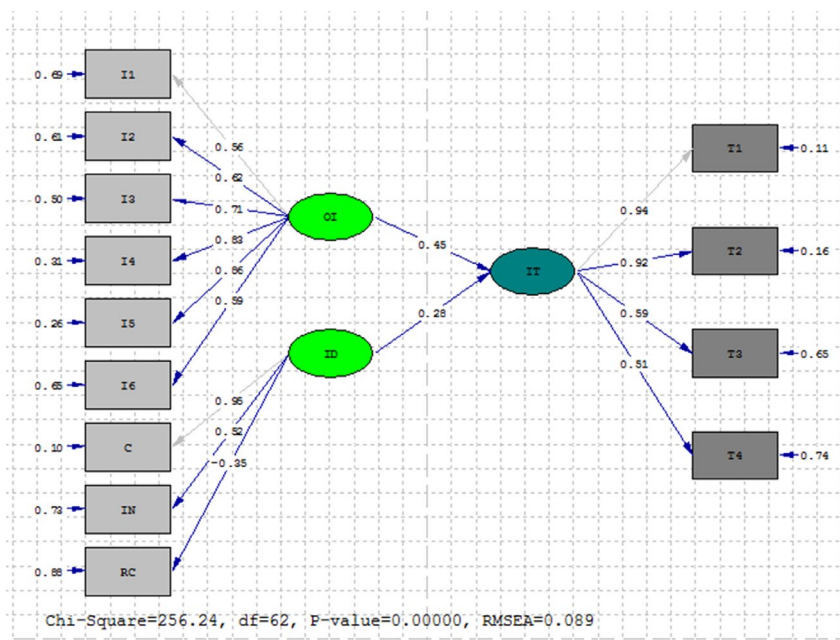 0.69
I1
0.61
I2
0.50
I3
0.31
I4
0.26
I5
0.65
I6
0.10
C
0.73
IN
0.88
RC
0.56
0.62
0.71
0.83
0.86
0.59
0.95
0.52
-0.35
OI
ID
0.45
0.28
IT
0.94
0.92
0.59
0.51
T1
0.11
T2
0.16
T3
0.65
T4
0.74
Chi-Square=256.24, df=62, P-value=0.00000, RMSEA=0.089